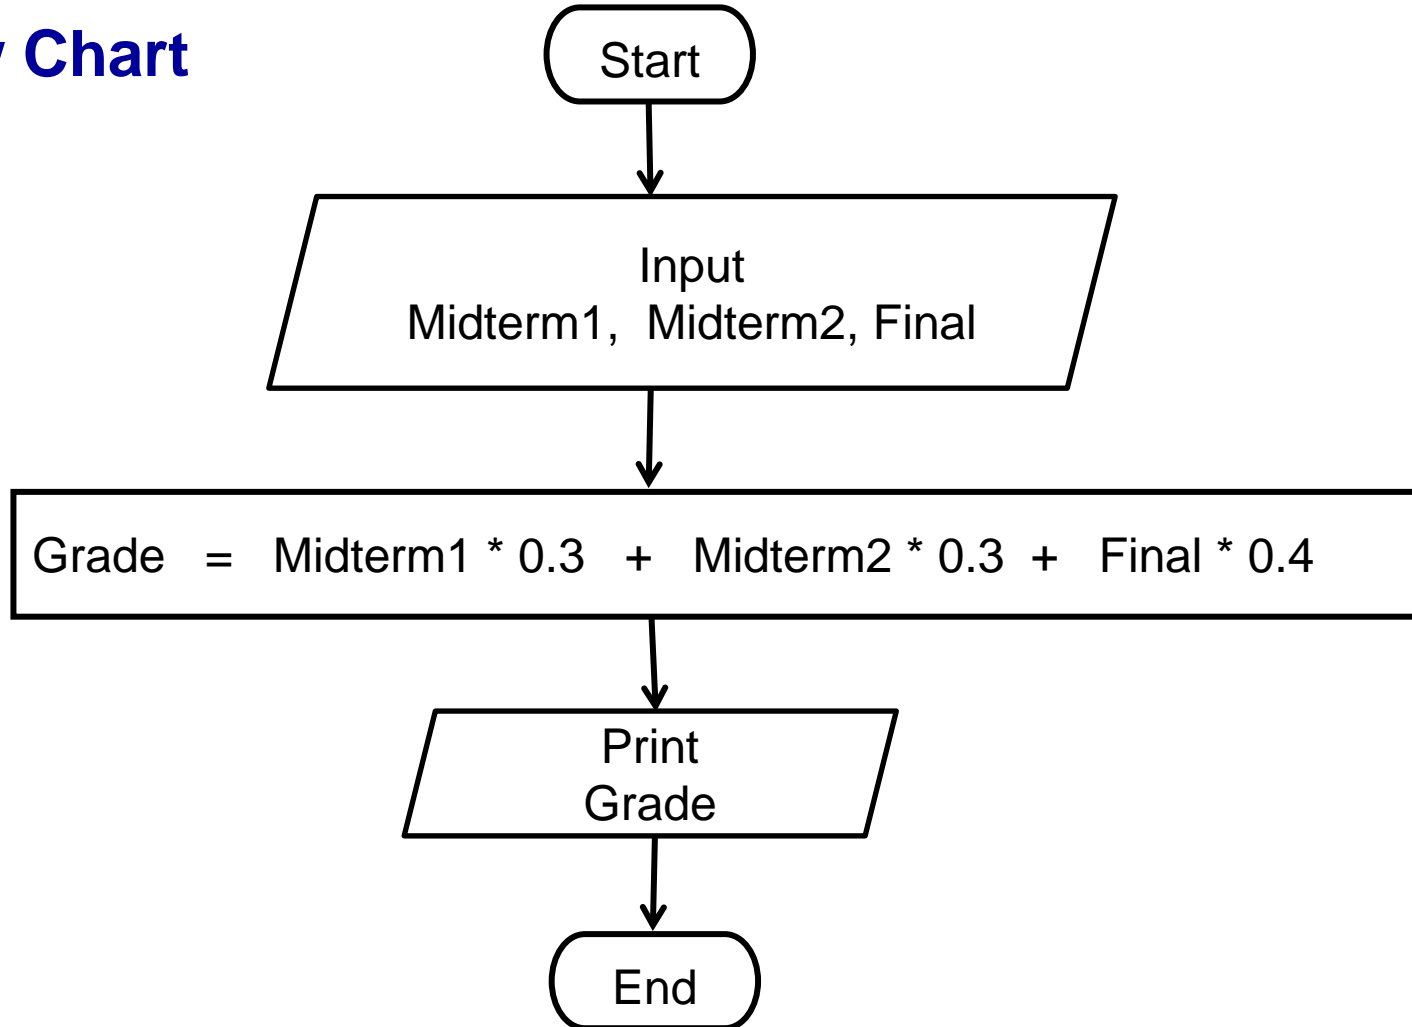 Chart
Start
Input
Midterm1, Midterm2, Final
Grade = Midterm1 * 0.3 + Midterm2 * 0.3 + Final * 0.4
Print
Grade
End